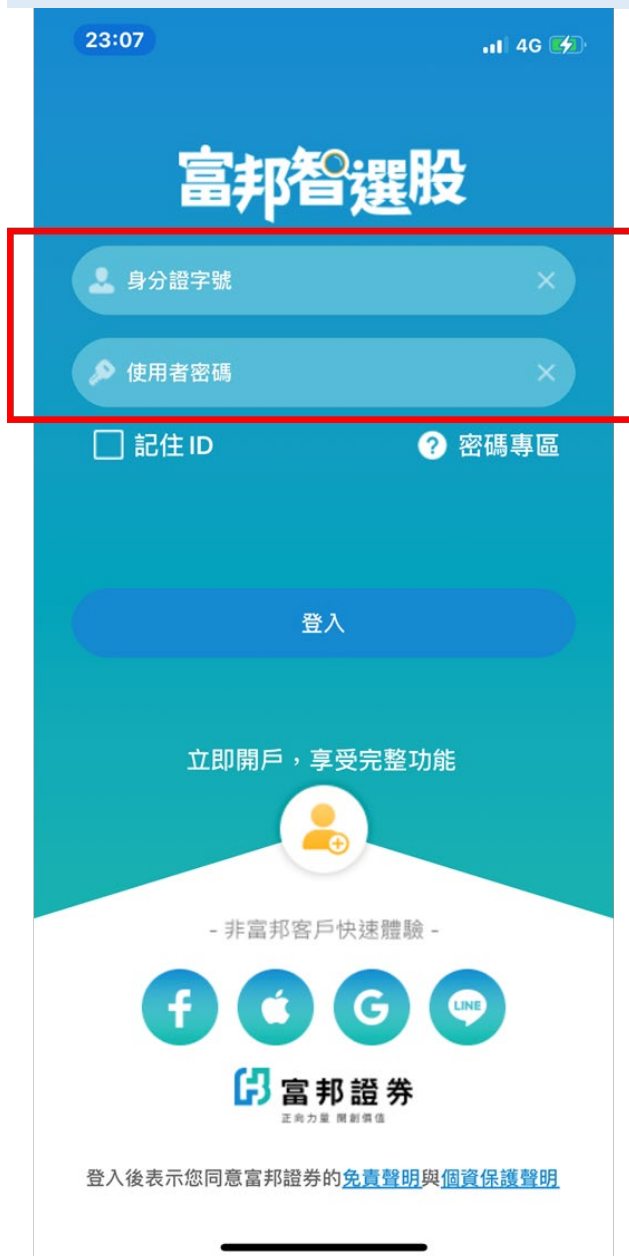 23:07
4G
富邦智選股
身分證字號
使用者密碼
記住ID
密碼專區
登入
立即開戶，享受完整功能
- 非富邦客戶快速體驗 -
f G LINE
富邦證券
正向力量 開創價值
登入後表示您同意富邦證券的免責聲明與個資保護聲明